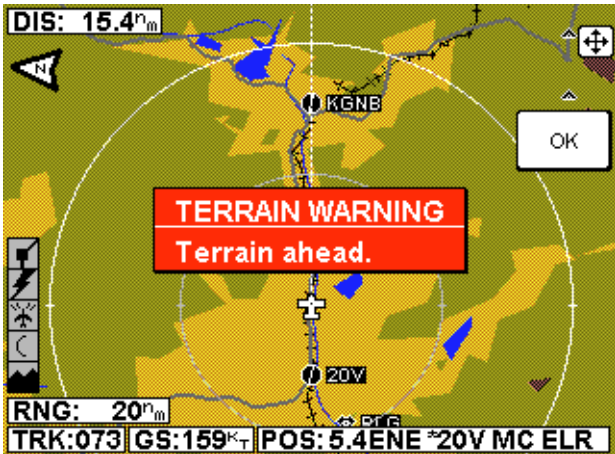 DIS: 15.4nm
N
KGNB
OK
TERRAIN WARNING
Terrain ahead.
20V
RNG: 20nm
TRK:073 GS:159KT POS: 5.4ENE *20V MC ELR